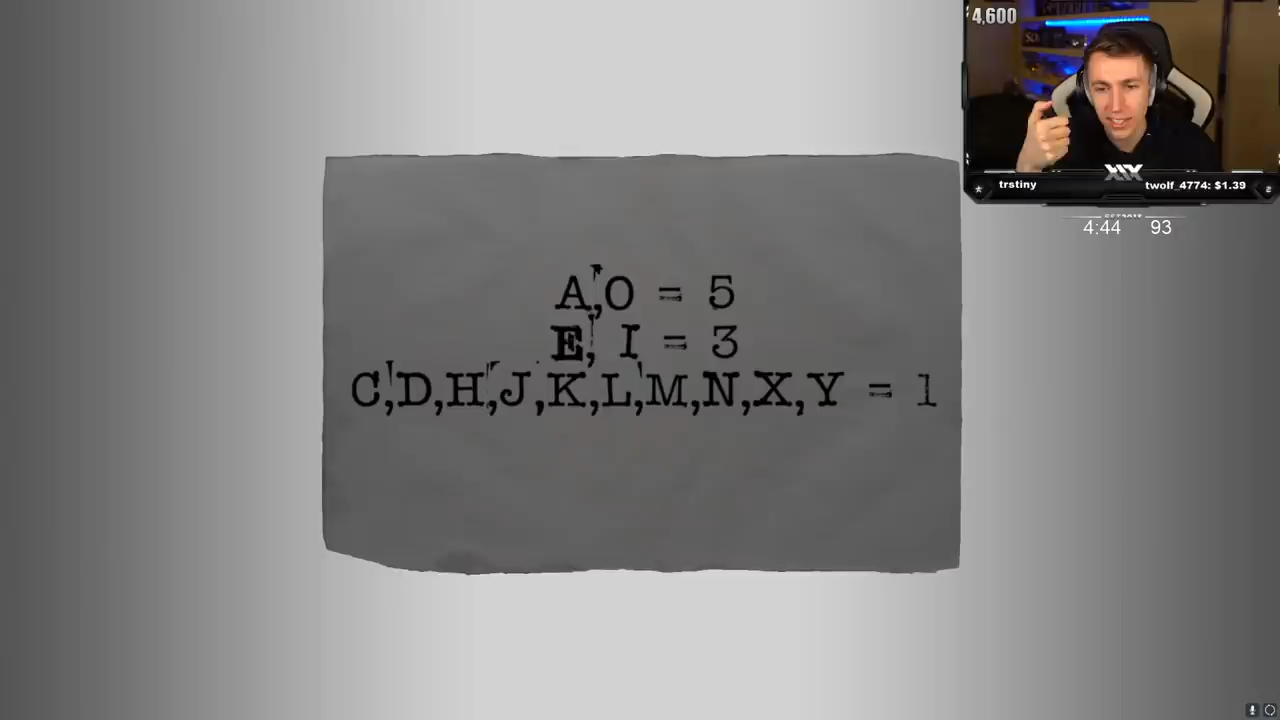 4,600
trstiny
twolf_4774: $1.39
4:44 93
A,O = 5
E, I = 3
C,D,H,J,K,L,M,N,X,Y = 1